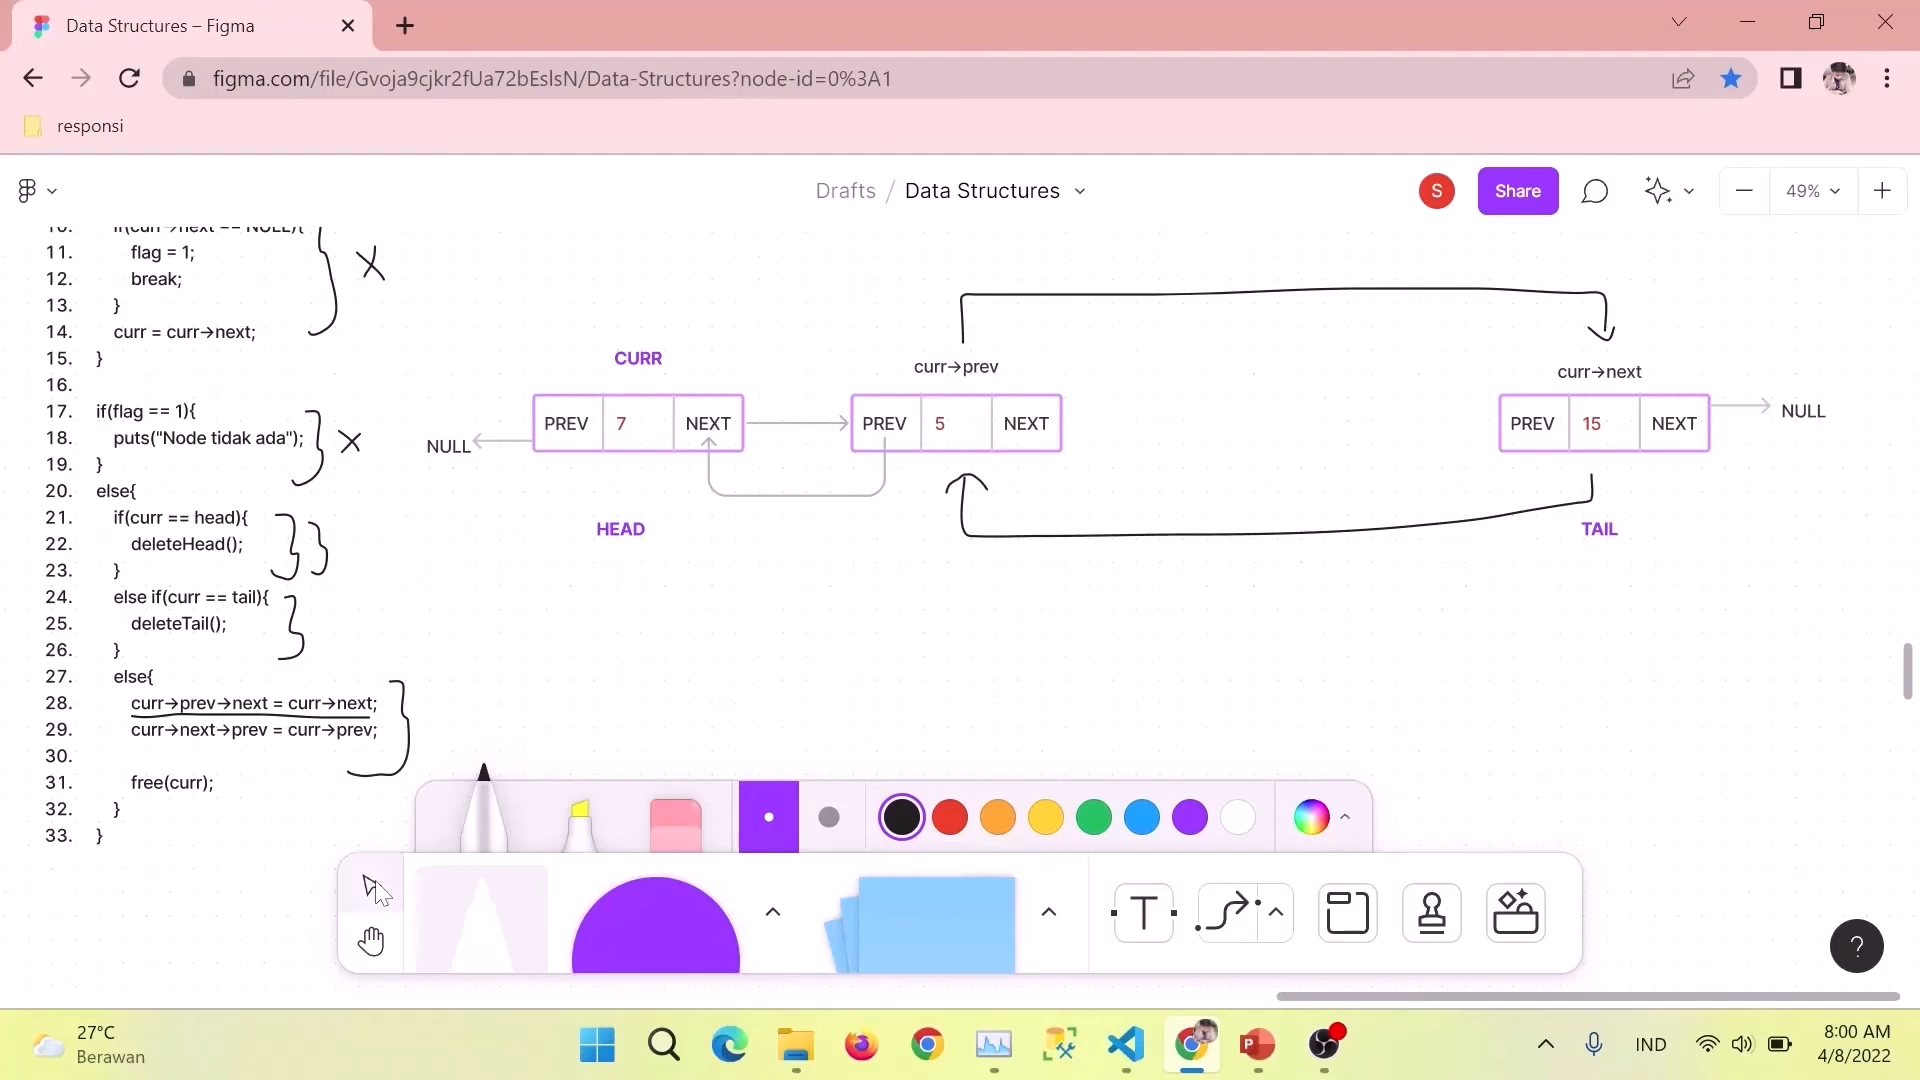 Data Structures – Figma
figma.com/file/Gvoja9cjkr2fUa72bEslsN/Data-Structures?node-id=0%3A1
responsi
Drafts / Data Structures
S
Share
49%
10. if(curr→next == NULL){
11. flag = 1;
12. break;
13. }
14. curr = curr→next;
15. }
16.
17. if(flag == 1){
18. puts("Node tidak ada");
19. }
20. else{
21. if(curr == head){
22. deleteHead();
23. }
24. else if(curr == tail){
25. deleteTail();
26. }
27. else{
28. curr→prev→next = curr→next;
29. curr→next→prev = curr→prev;
30.
31. free(curr);
32. }
33. }
X
X
CURR
curr→prev
curr→next
NULL
PREV 7 NEXT
PREV 5 NEXT
PREV 15 NEXT
NULL
HEAD
TAIL
T
?
27°C
Berawan
IND
8:00 AM
4/8/2022